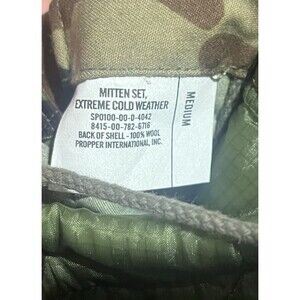 MITTEN SET,
EXTREME COLD WEATHER
SPO100-00-D-4042
8415-00-782-6716
BACK OF SHELL - 100% WOOL
PROPPER INTERNATIONAL, INC.
MEDIUM